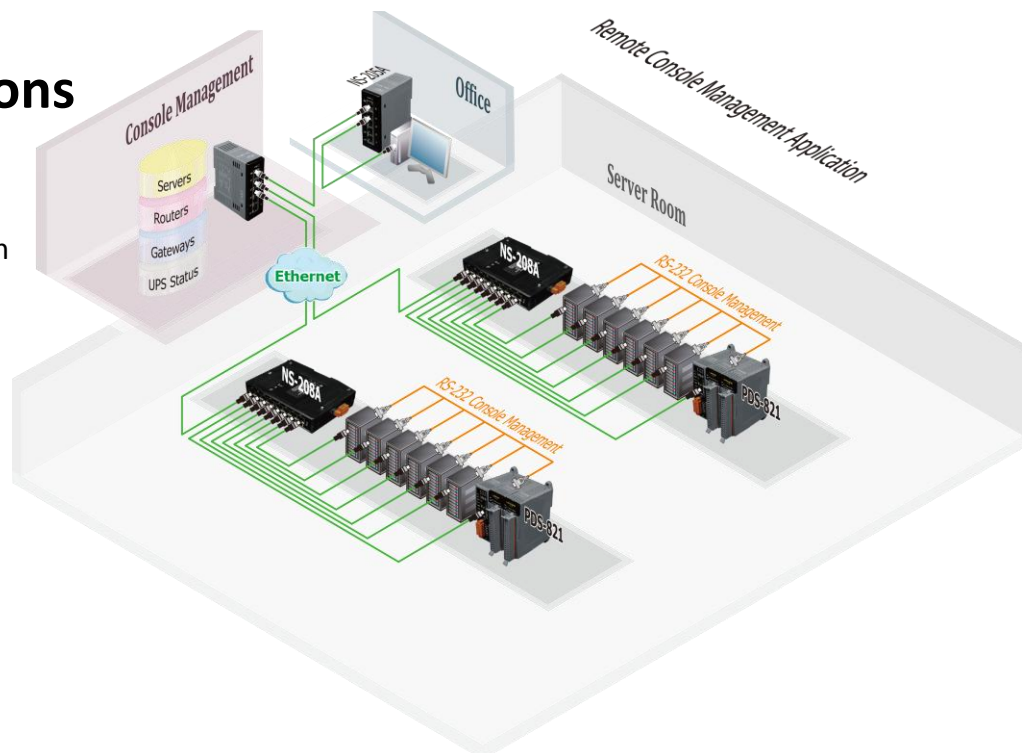 ons
n
Remote Console Management Application
Console Management
Servers
Routers
Gateways
UPS Status
NS-205A
Office
Ethernet
Server Room
NS-208A
RS-232 Console Management
PDS-821
NS-208A
RS-232 Console Management
PDS-821